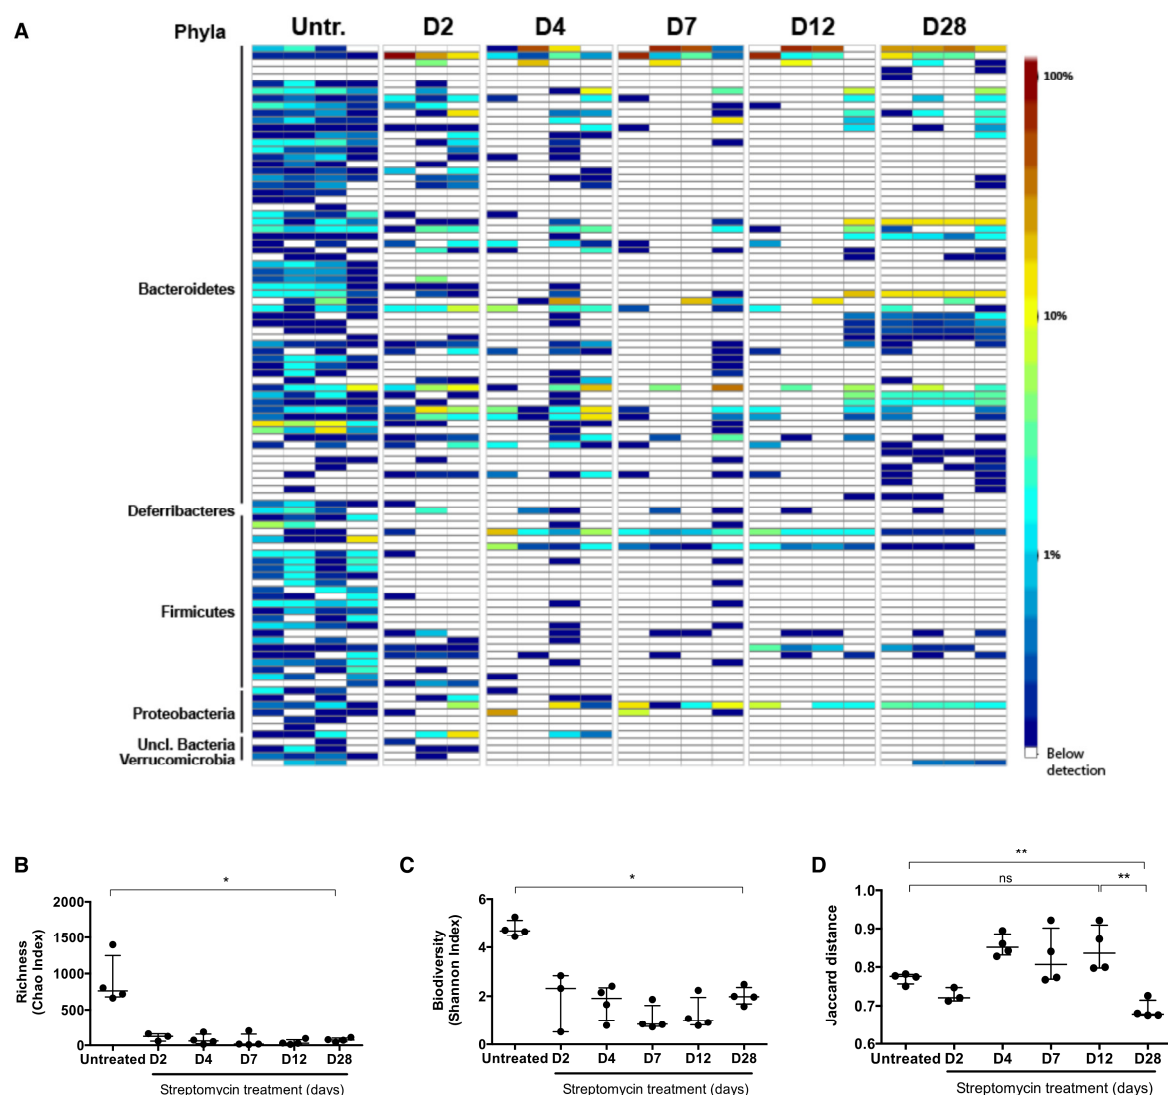 A
Phyla
Untr.
D2
D4
D7
D12
D28
Bacteroidetes
Deferribacteres
Firmicutes
Proteobacteria
Uncl. Bacteria
Verrucomicrobia
100%
10%
1%
Below
detection
B
Richness
(Chao Index)
2000
1500
1000
500
0
*
Untreated D2 D4 D7 D12 D28
Streptomycin treatment (days)
C
Biodiversity
(Shannon Index)
6
4
2
0
*
Untreated D2 D4 D7 D12 D28
Streptomycin treatment (days)
D
Jaccard distance
1.0
0.9
0.8
0.7
0.6
**
ns
**
Untreated D2 D4 D7 D12 D28
Streptomycin treatment (days)